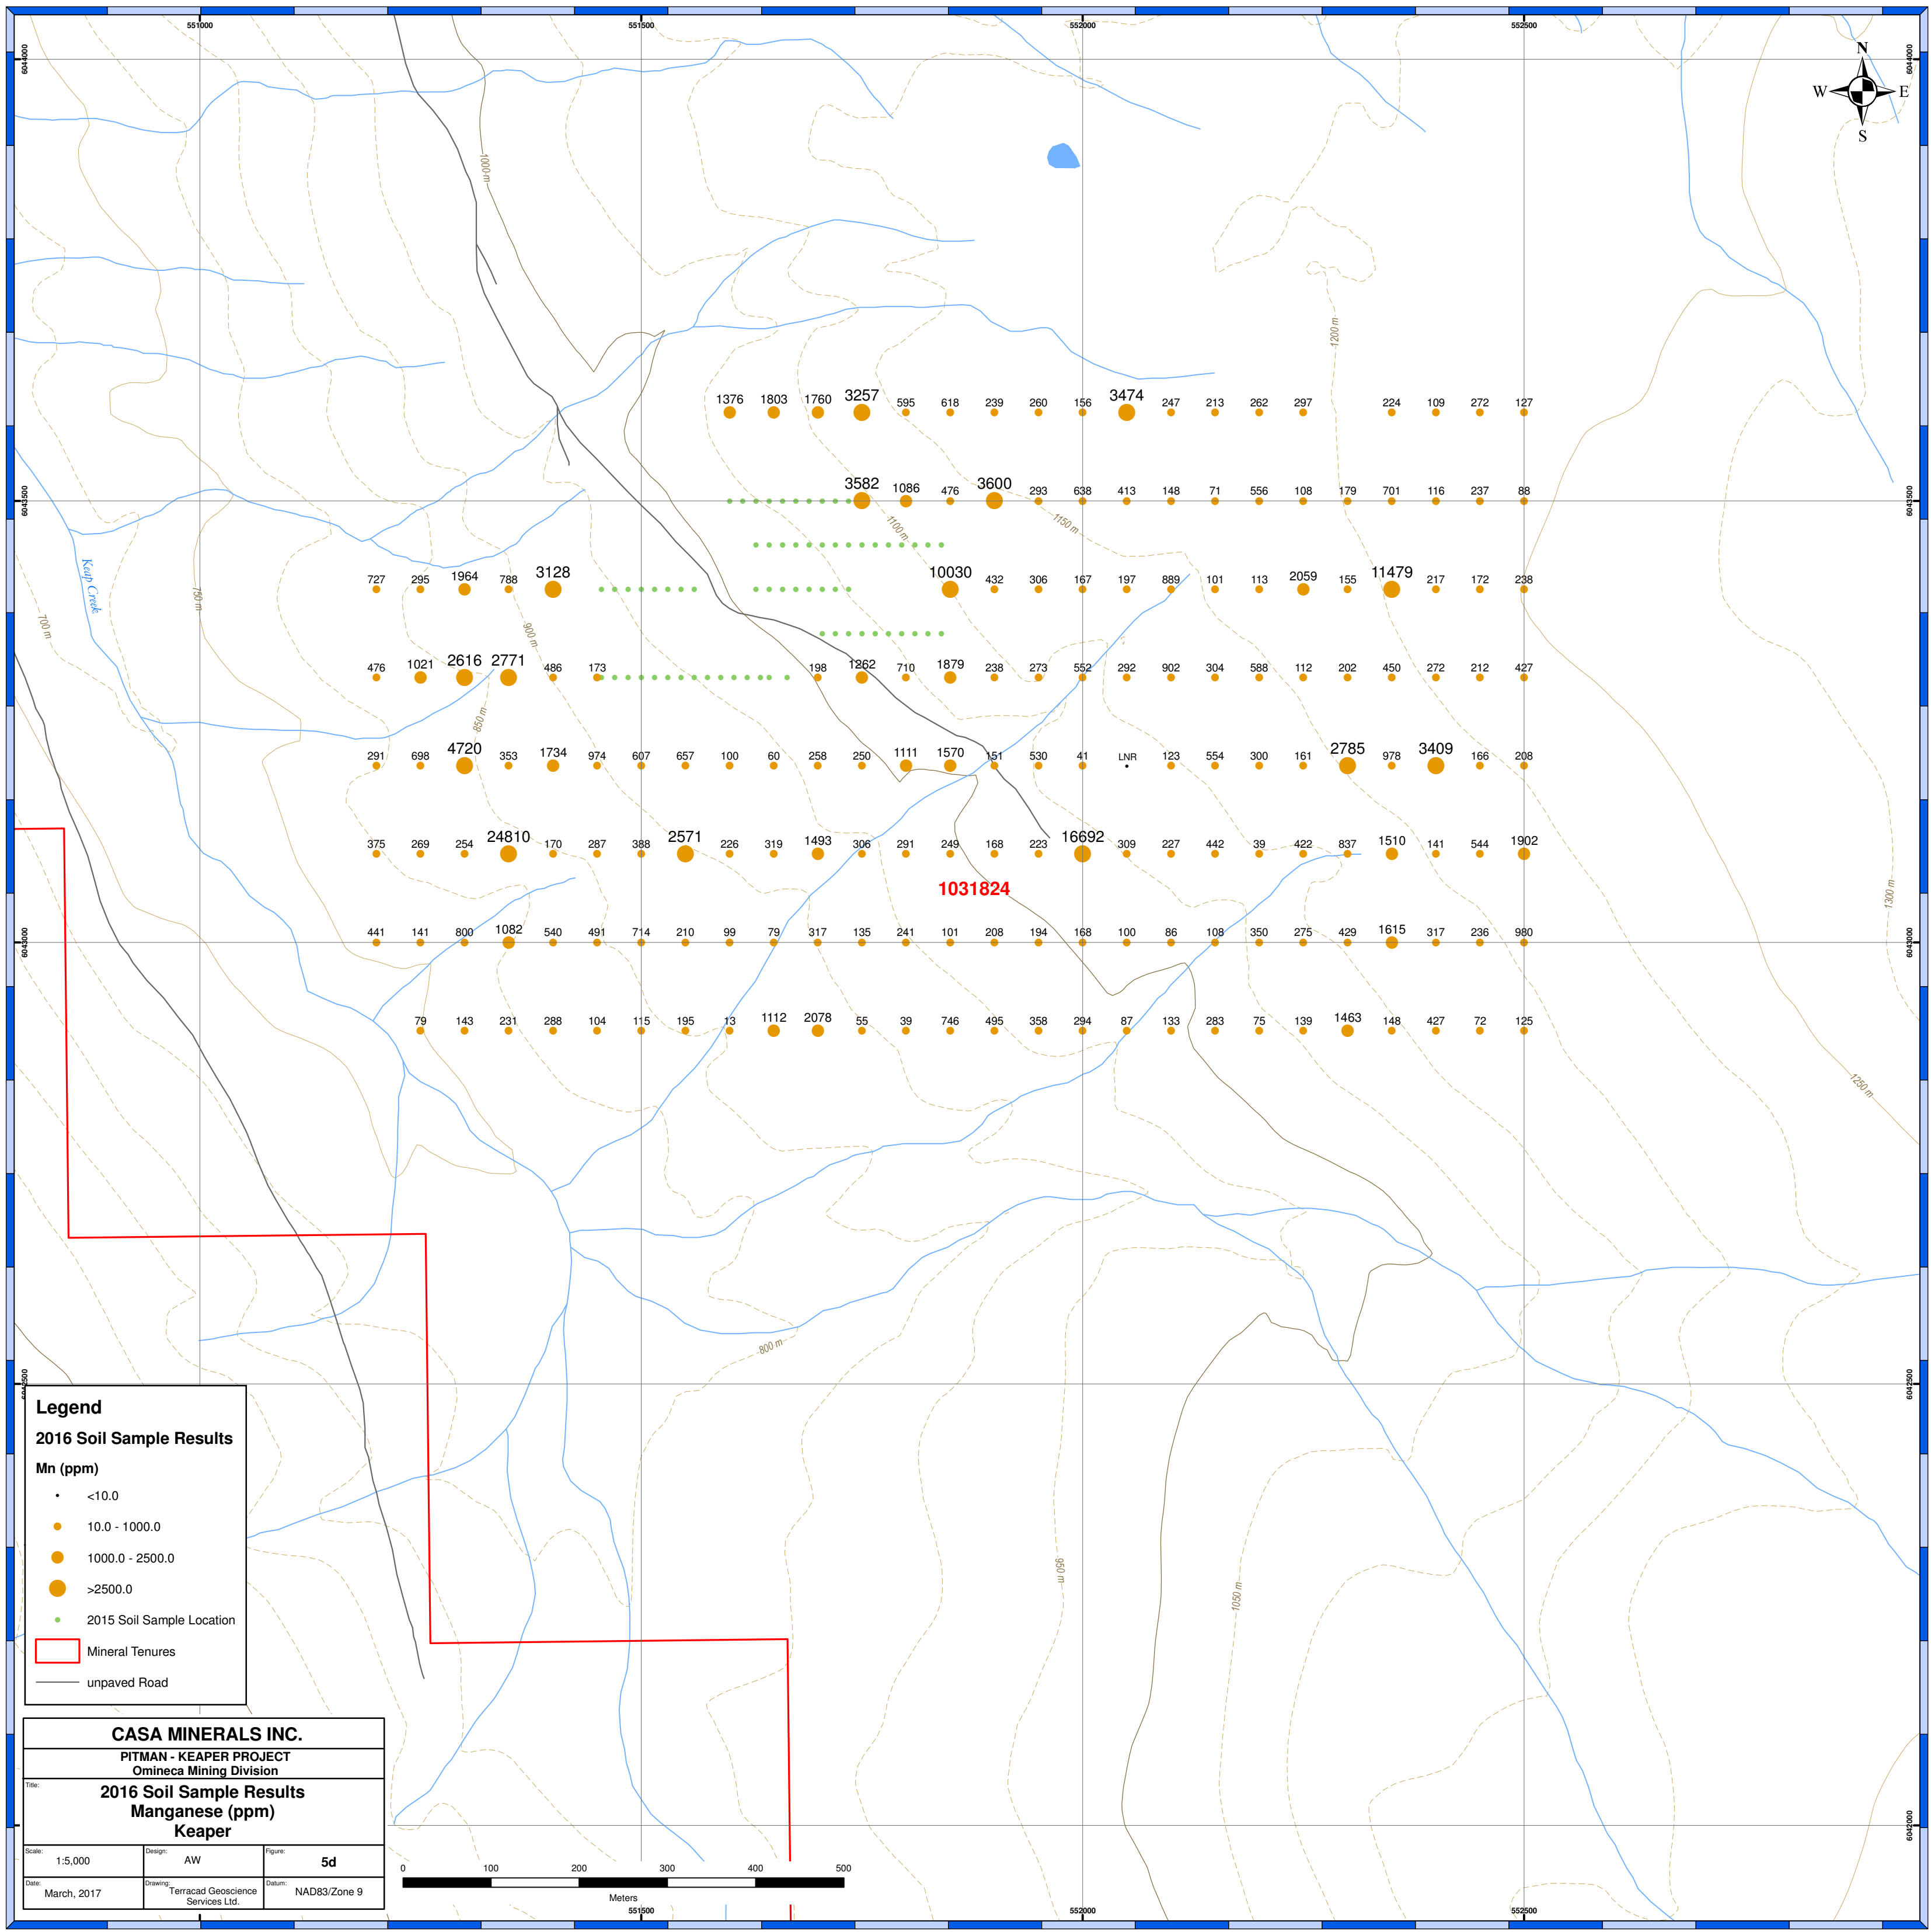 551000 551500 552000 552500
6044000 6044000
N
W E
S
1000 m
1200 m
1376 1803 1760 3257 595 618 239 260 156 3474 247 213 262 297 224 109 272 127
3582 1086 476 3600 293 638 413 148 71 556 108 179 701 116 237 88
6043500 6043500
1100 m
1150 m
Keap Creek
750 m
700 m
727 295 1964 788 3128 10030 432 306 167 197 889 101 113 2059 155 11479 217 172 238
900 m
476 1021 2616 2771 486 173 198 1262 710 1879 238 273 552 292 902 304 588 112 202 450 272 212 427
850 m
291 698 4720 353 1734 974 607 657 100 60 258 250 1111 1570 151 530 41 LNR 123 554 300 161 2785 978 3409 166 208
375 269 254 24810 170 287 388 2571 226 319 1493 306 291 249 168 223 16692 309 227 442 39 422 837 1510 141 544 1902
1031824
1300 m
441 141 800 1082 540 491 714 210 99 79 317 135 241 101 208 194 168 100 86 108 350 275 429 1615 317 236 980
6043000 6043000
79 143 231 288 104 115 195 13 1112 2078 55 39 746 495 358 294 87 133 283 75 139 1463 148 427 72 125
1250 m
800 m
6042500 6042500
950 m
1050 m
Legend
2016 Soil Sample Results
Mn (ppm)
<10.0
10.0 - 1000.0
1000.0 - 2500.0
>2500.0
2015 Soil Sample Location
Mineral Tenures
unpaved Road
CASA MINERALS INC.
PITMAN - KEAPER PROJECT
Omineca Mining Division
Title:
2016 Soil Sample Results
Manganese (ppm)
Keaper
Scale: 1:5,000
Design: AW
Figure: 5d
Date: March, 2017
Drawing: Terracad Geoscience
Services Ltd.
Datum: NAD83/Zone 9
0 100 200 300 400 500
Meters
6042000
551500 552000 552500